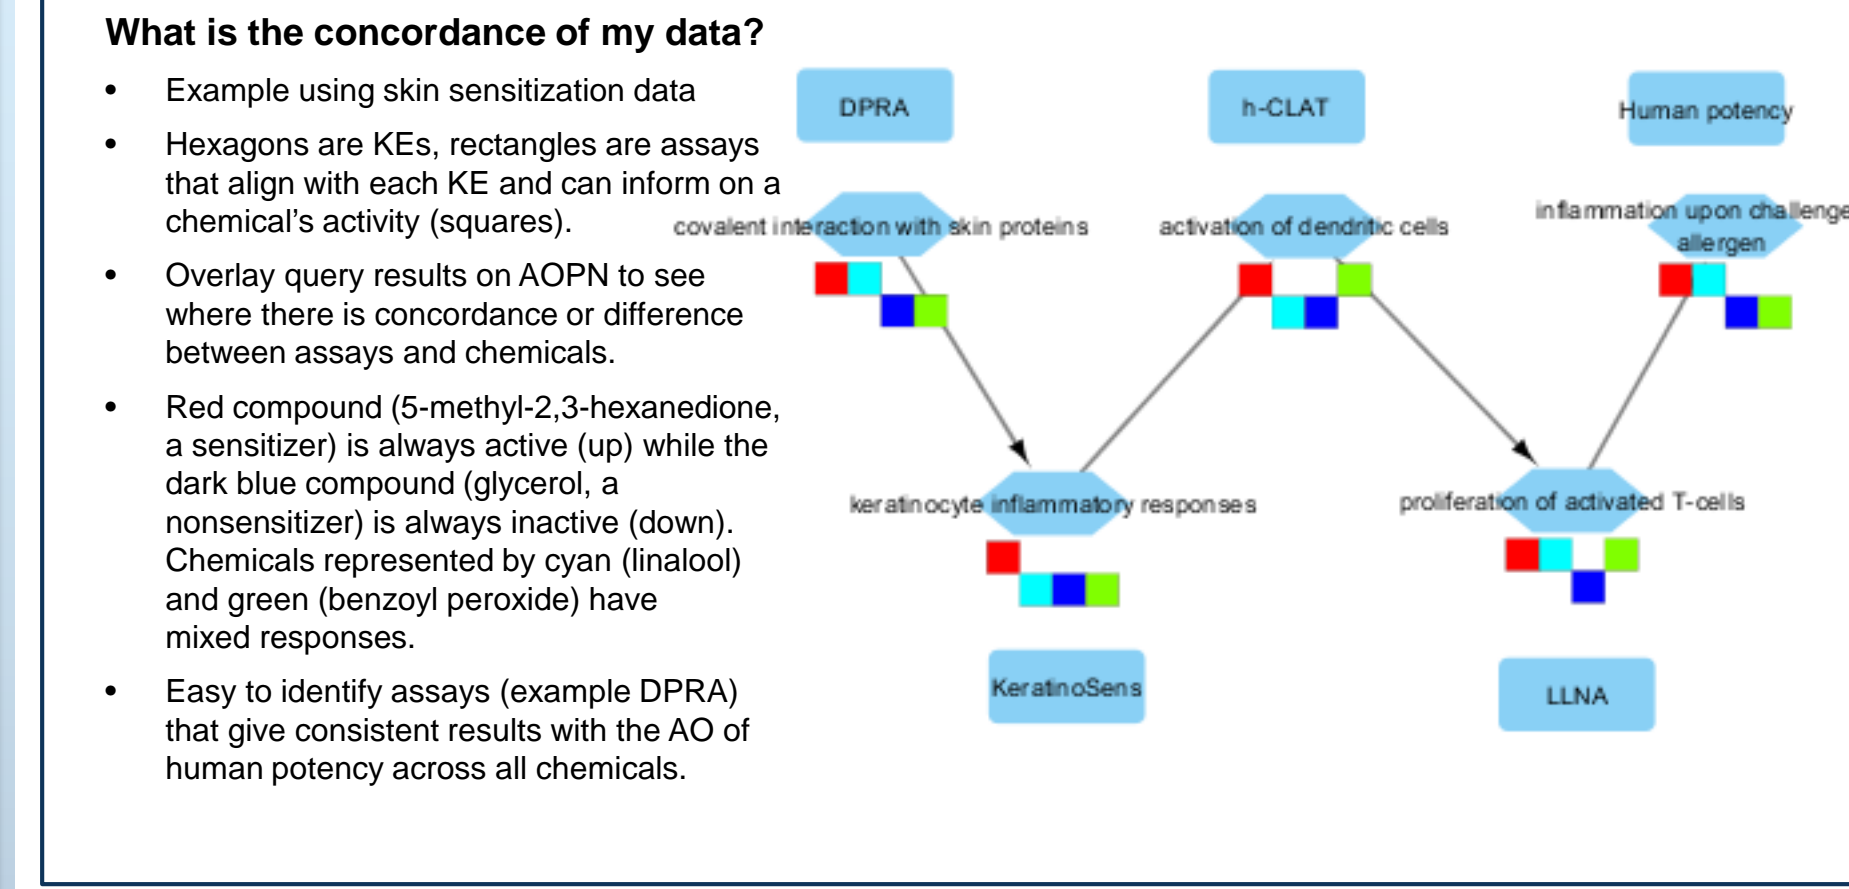 What is the concordance of my data?
• Example using skin sensitization data
• Hexagons are KEs, rectangles are assays
that align with each KE and can inform on a
chemical's activity (squares).
• Overlay query results on AOPN to see
where there is concordance or difference
between assays and chemicals.
• Red compound (5-methyl-2,3-hexanedione,
a sensitizer) is always active (up) while the
dark blue compound (glycerol, a
nonsensitizer) is always inactive (down).
Chemicals represented by cyan (linalool)
and green (benzoyl peroxide) have
mixed responses.
• Easy to identify assays (example DPRA)
that give consistent results with the AO of
human potency across all chemicals.
DPRA
h-CLAT
Human potency
covalent interaction with skin proteins
activation of dendritic cells
inflammation upon challenge
allergen
keratinocyte inflammatory responses
proliferation of activated T-cells
KeratinoSens
LLNA